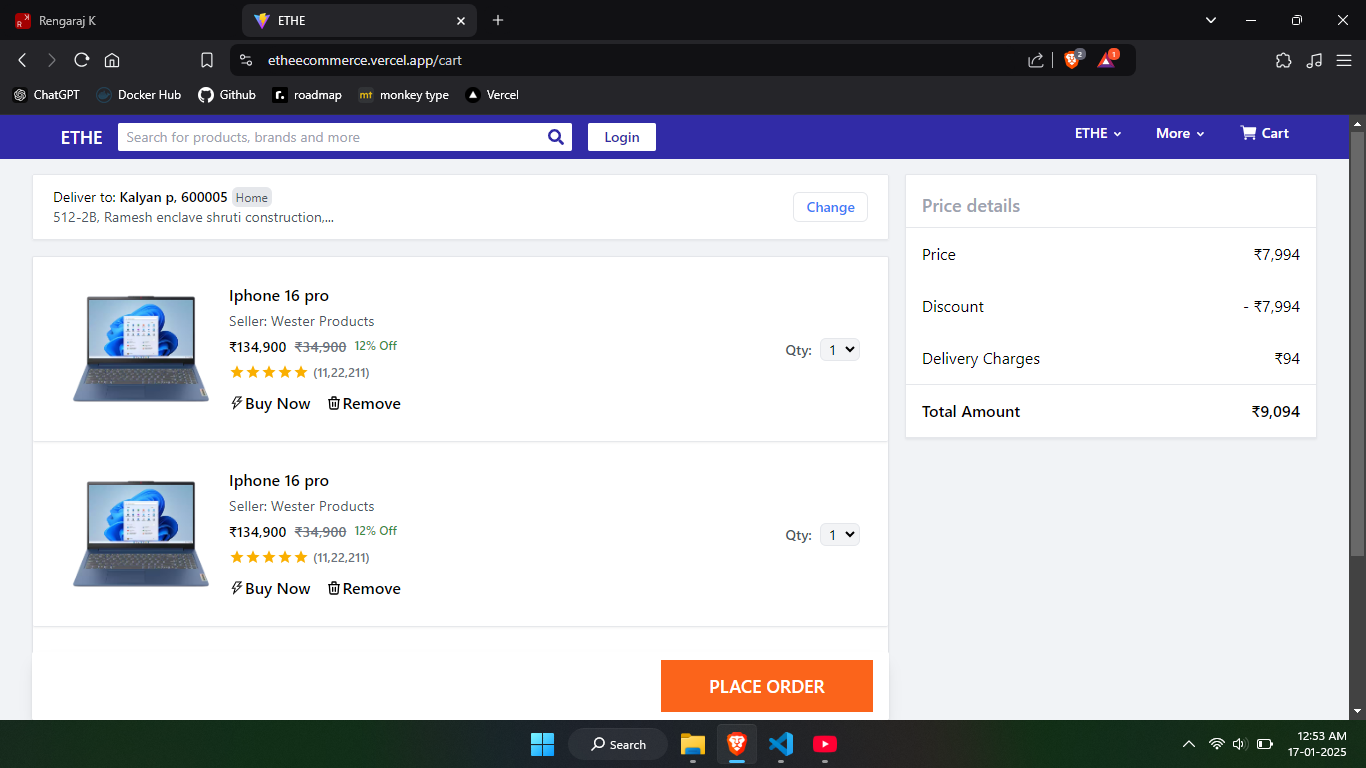 Rengaraj K
ETHE
etheecommerce.vercel.app/cart
2
1
ChatGPT
Docker Hub
Github
r.
roadmap
mt
monkey type
Vercel
ETHE
Search for products, brands and more
Login
ETHE
More
Cart
Deliver to: Kalyan p, 600005 Home
512-2B, Ramesh enclave shruti construction,...
Change
Iphone 16 pro
Seller: Wester Products
₹134,900 ₹34,900 12% Off
(11,22,211)
Buy Now Remove
Qty: 1
Iphone 16 pro
Seller: Wester Products
₹134,900 ₹34,900 12% Off
(11,22,211)
Buy Now Remove
Qty: 1
PLACE ORDER
Price details
Price ₹7,994
Discount - ₹7,994
Delivery Charges ₹94
Total Amount ₹9,094
Search
12:53 AM
17-01-2025